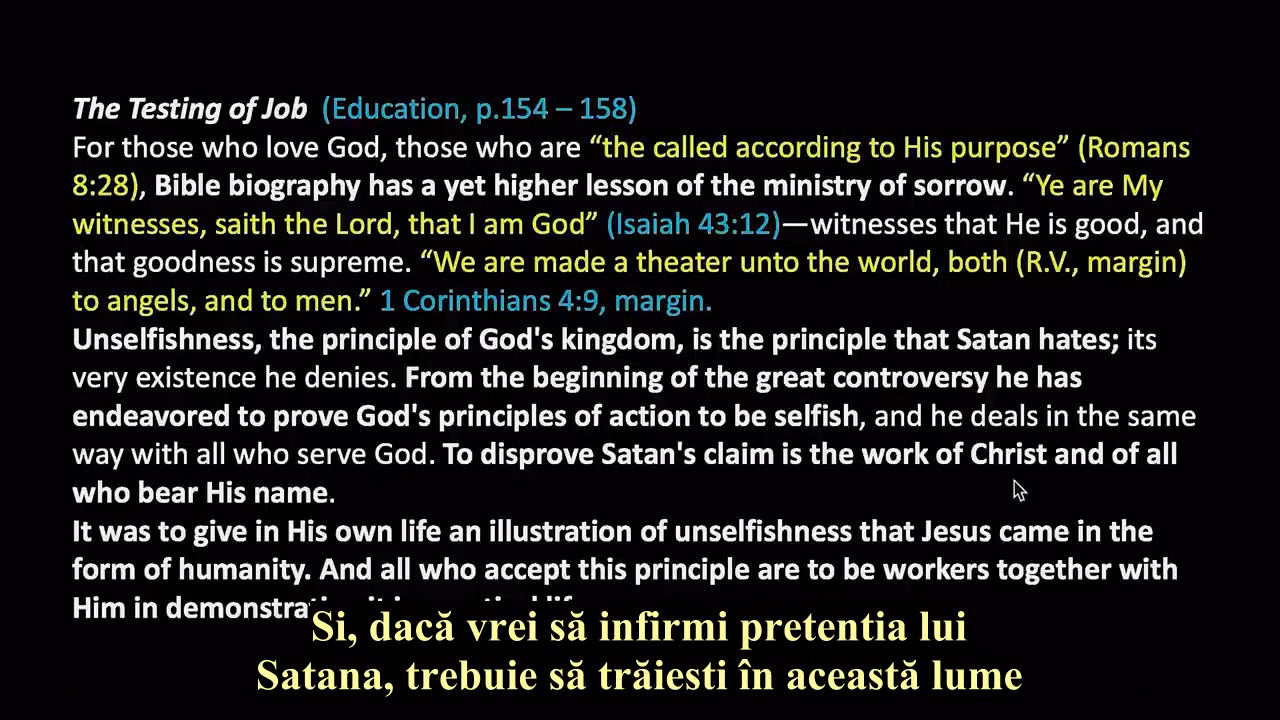 The Testing of Job (Education, p.154 – 158)
For those who love God, those who are “the called according to His purpose” (Romans
8:28), Bible biography has a yet higher lesson of the ministry of sorrow. “Ye are My
witnesses, saith the Lord, that I am God” (Isaiah 43:12)—witnesses that He is good, and
that goodness is supreme. “We are made a theater unto the world, both (R.V., margin)
to angels, and to men.” 1 Corinthians 4:9, margin.
Unselfishness, the principle of God's kingdom, is the principle that Satan hates; its
very existence he denies. From the beginning of the great controversy he has
endeavored to prove God's principles of action to be selfish, and he deals in the same
way with all who serve God. To disprove Satan's claim is the work of Christ and of all
who bear His name.
It was to give in His own life an illustration of unselfishness that Jesus came in the
form of humanity. And all who accept this principle are to be workers together with
Him in
Si, dacă vrei să infirmi pretentia lui
Satana, trebuie să trăiesti în această lume